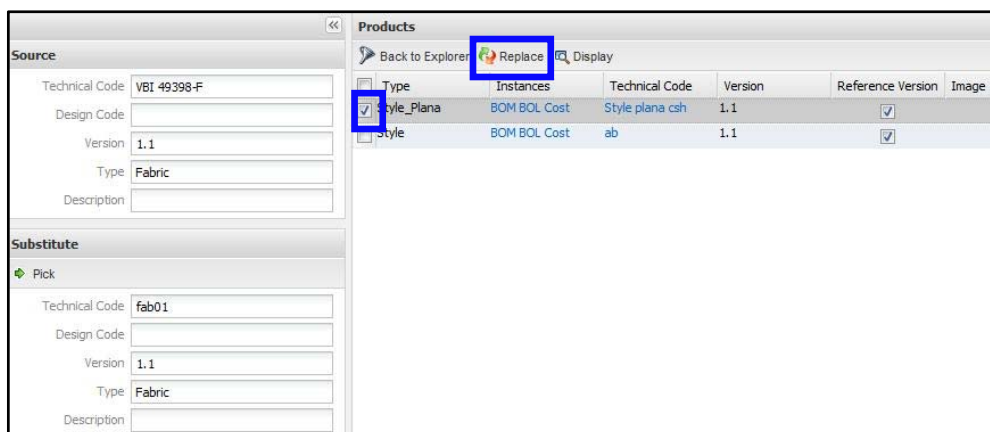 Source
Technical Code VBI 49398-F
Design Code
Version 1.1
Type Fabric
Description
Substitute
Pick
Technical Code fab01
Design Code
Version 1.1
Type Fabric
Description
Products
Back to Explorer Replace Display
Type Instances Technical Code Version Reference Version Image
Style_Plana BOM BOL Cost Style plana csh 1.1
Style BOM BOL Cost ab 1.1